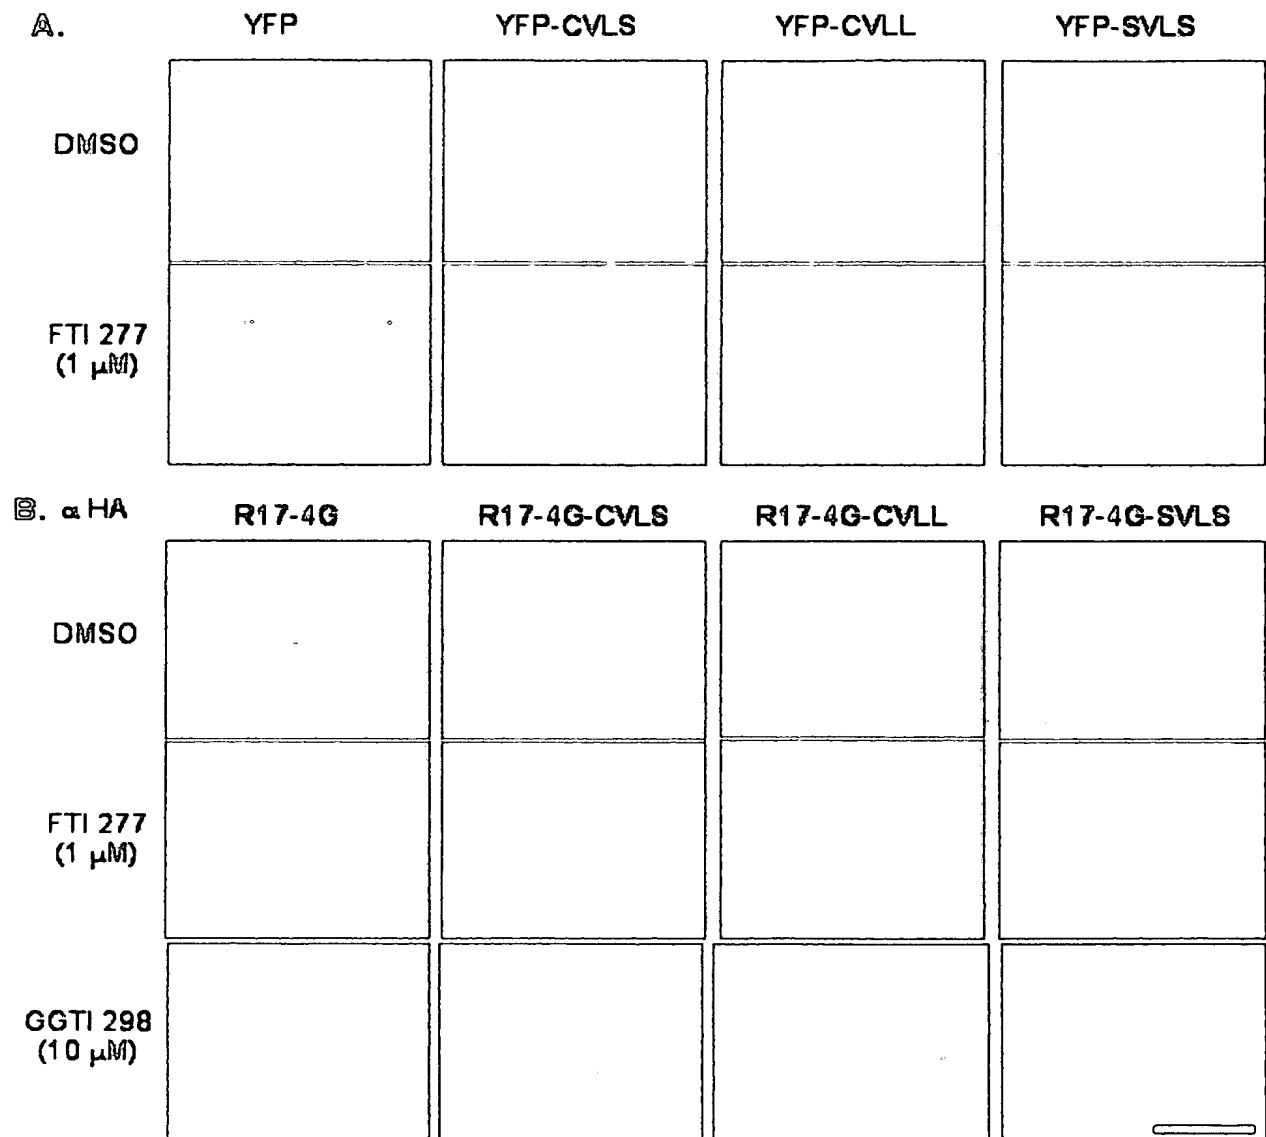 A. YFP YFP-CVLS YFP-CVLL YFP-SVLS
DMSO
FTI 277
(1 µM)
B. α HA R17-4G R17-4G-CVLS R17-4G-CVLL R17-4G-SVLS
DMSO
FTI 277
(1 µM)
GGTI 298
(10 µM)